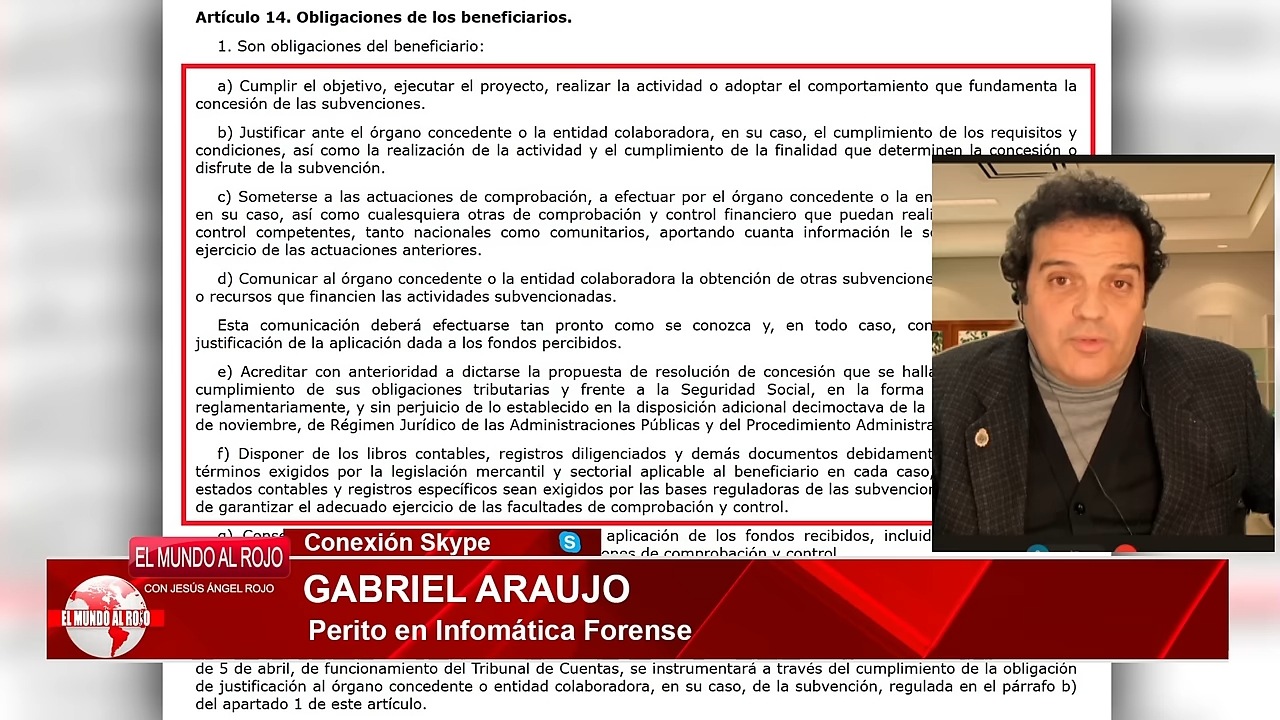 Artículo 14. Obligaciones de los beneficiarios.
1. Son obligaciones del beneficiario:
a) Cumplir el objetivo, ejecutar el proyecto, realizar la actividad o adoptar el comportamiento que fundamenta la
concesión de las subvenciones.
b) Justificar ante el órgano concedente o la entidad colaboradora, en su caso, el cumplimiento de los requisitos y
condiciones, así como la realización de la actividad y el cumplimiento de la finalidad que determinen la concesión o
disfrute de la subvención.
c) Someterse a las actuaciones de comprobación, a efectuar por el órgano concedente o la en
en su caso, así como cualesquiera otras de comprobación y control financiero que puedan reali
control competentes, tanto nacionales como comunitarios, aportando cuanta información le s
ejercicio de las actuaciones anteriores.
d) Comunicar al órgano concedente o la entidad colaboradora la obtención de otras subvencione
o recursos que financien las actividades subvencionadas.
Esta comunicación deberá efectuarse tan pronto como se conozca y, en todo caso, con
justificación de la aplicación dada a los fondos percibidos.
e) Acreditar con anterioridad a dictarse la propuesta de resolución de concesión que se halla
cumplimiento de sus obligaciones tributarias y frente a la Seguridad Social, en la forma
reglamentariamente, y sin perjuicio de lo establecido en la disposición adicional decimoctava de la
de noviembre, de Régimen Jurídico de las Administraciones Públicas y del Procedimiento Administra
f) Disponer de los libros contables, registros diligenciados y demás documentos debidament
términos exigidos por la legislación mercantil y sectorial aplicable al beneficiario en cada caso,
estados contables y registros específicos sean exigidos por las bases reguladoras de las subvencion
de garantizar el adecuado ejercicio de las facultades de comprobación y control.
aplicación de los fondos recibidos, incluid
de comprobación y control.
Conexión Skype
EL MUNDO AL ROJO
CON JESÚS ÁNGEL ROJO
EL MUNDO AL ROJO
GABRIEL ARAUJO
Perito en Infomática Forense
de 5 de abril, de funcionamiento del Tribunal de Cuentas, se instrumentará a través del cumplimiento de la obligación
de justificación al órgano concedente o entidad colaboradora, en su caso, de la subvención, regulada en el párrafo b)
del apartado 1 de este artículo.